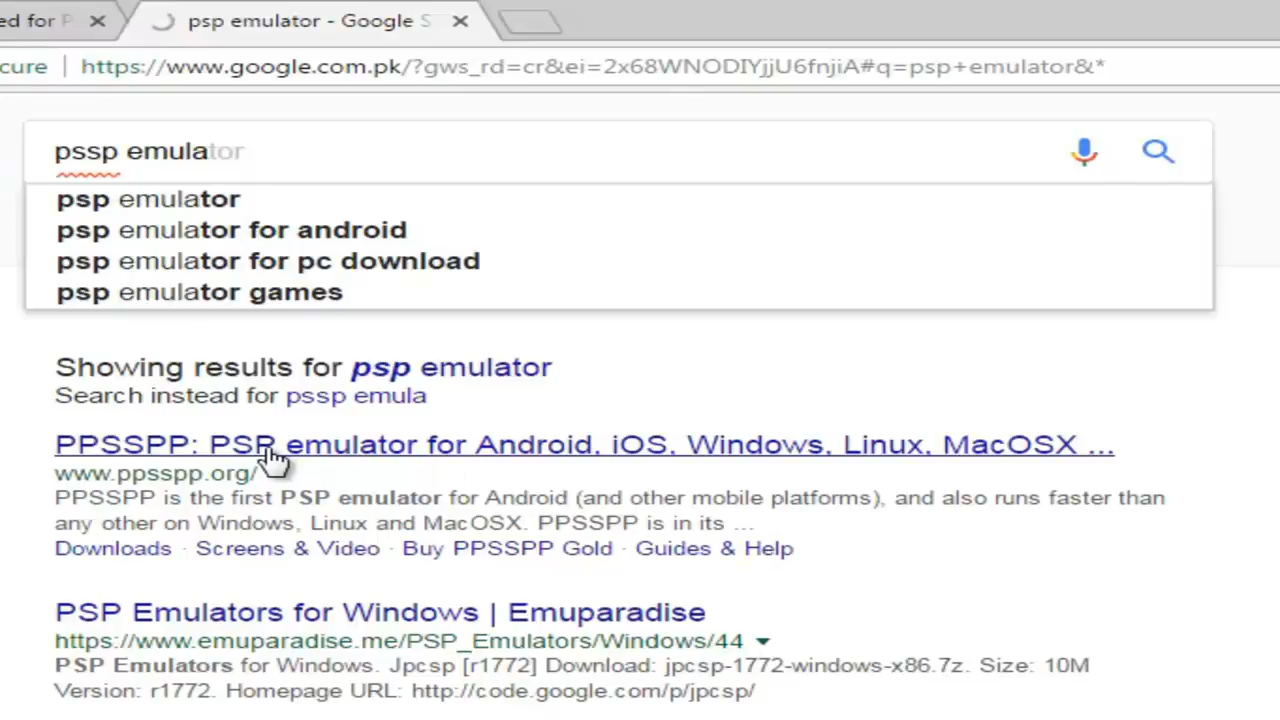 ed for P
psp emulator - Google S
cure | https://www.google.com.pk/?gws_rd=cr&ei=2x68WNODIYjjU6fnjiA#q=psp+emulator&*
pssp emulator
psp emulator
psp emulator for android
psp emulator for pc download
psp emulator games
Showing results for psp emulator
Search instead for pssp emula
PPSSPP: PSP emulator for Android, iOS, Windows, Linux, MacOSX ...
www.ppsspp.org/
PPSSPP is the first PSP emulator for Android (and other mobile platforms), and also runs faster than
any other on Windows, Linux and MacOSX. PPSSPP is in its ...
Downloads · Screens & Video · Buy PPSSPP Gold · Guides & Help
PSP Emulators for Windows | Emuparadise
https://www.emuparadise.me/PSP_Emulators/Windows/44
PSP Emulators for Windows. Jpcsp [r1772] Download: jpcsp-1772-windows-x86.7z. Size: 10M
Version: r1772. Homepage URL: http://code.google.com/p/jpcsp/